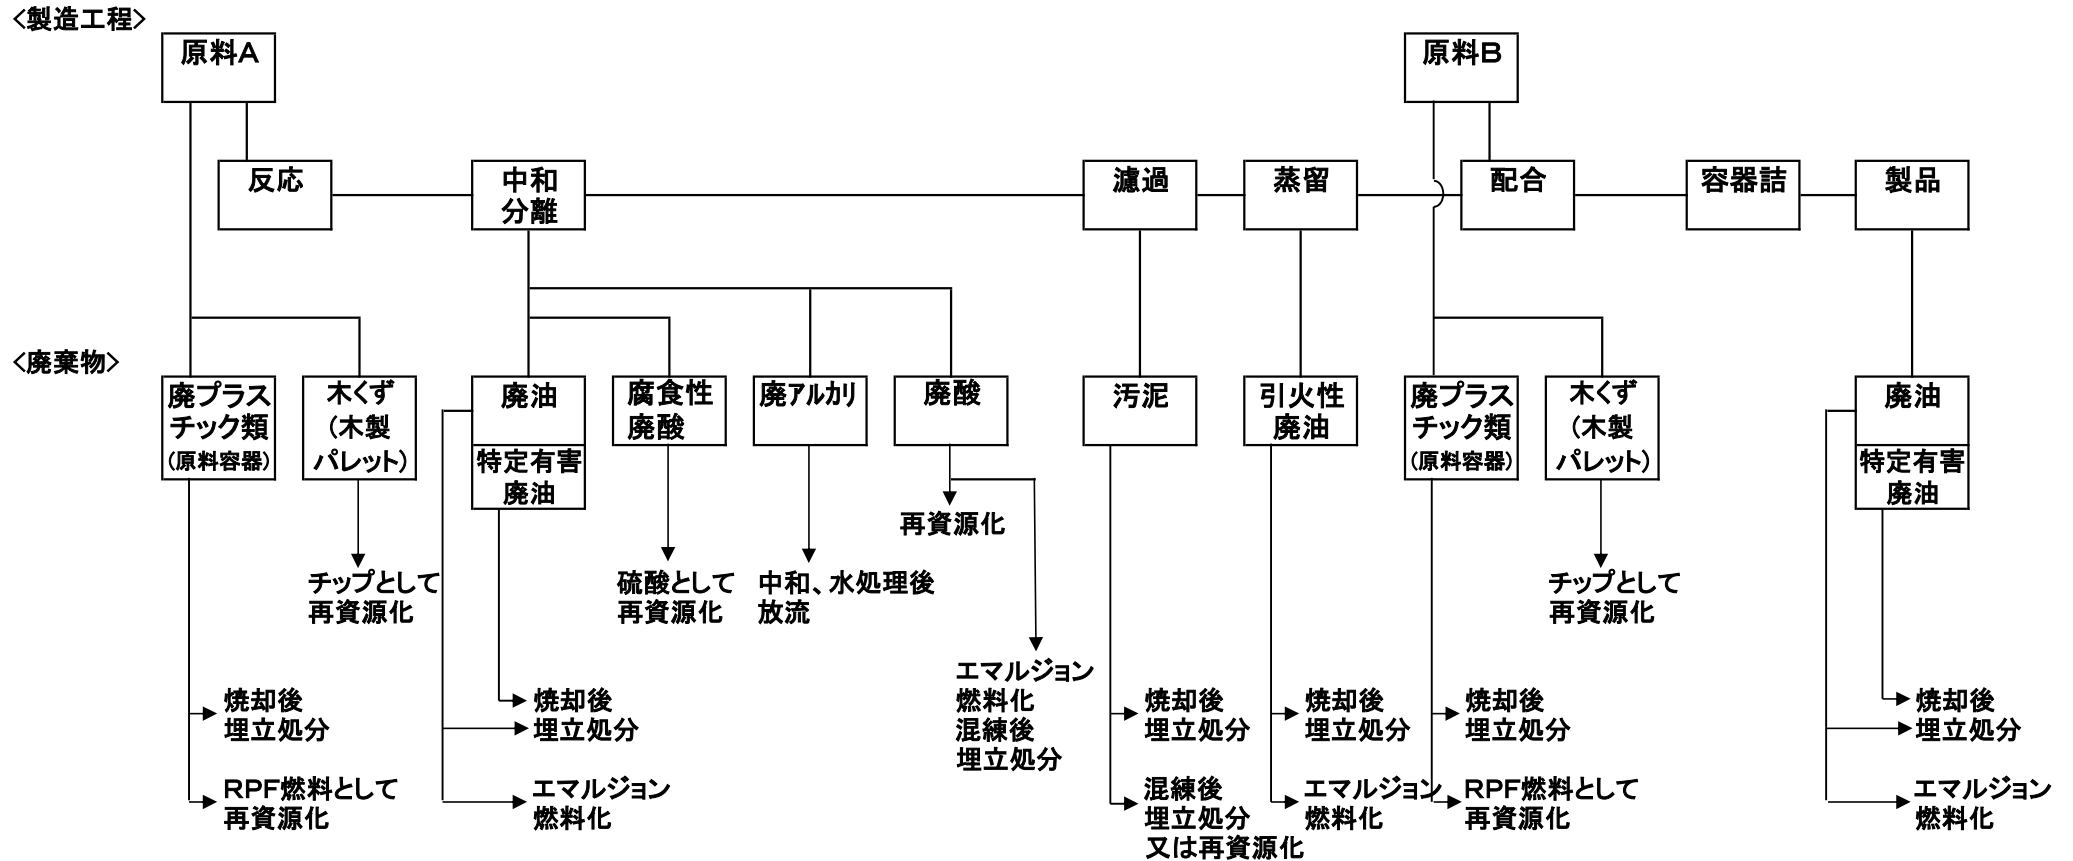 <製造工程>
原料A
原料B
反応
中和
分離
濾過
蒸留
配合
容器詰
製品
<廃棄物>
廃プラス
チック類
(原料容器)
木くず
(木製
パレット)
廃油
特定有害
廃油
腐食性
廃酸
廃アルカリ
廃酸
汚泥
引火性
廃油
廃プラス
チック類
(原料容器)
木くず
(木製
パレット)
廃油
特定有害
廃油
再資源化
チップとして
再資源化
硫酸として
再資源化
中和、水処理後
放流
チップとして
再資源化
エマルジョン
燃料化
混練後
埋立処分
焼却後
埋立処分
焼却後
埋立処分
焼却後
埋立処分
焼却後
埋立処分
焼却後
埋立処分
焼却後
埋立処分
RPF燃料として
再資源化
エマルジョン
燃料化
混練後
埋立処分
又は再資源化
エマルジョン
燃料化
RPF燃料として
再資源化
エマルジョン
燃料化